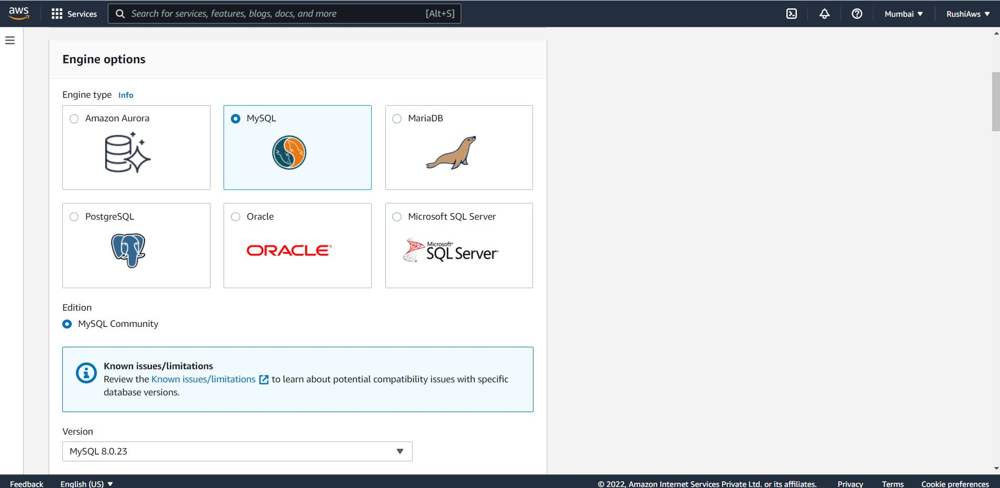 aws
Services
Search for services, features, blogs, docs, and more [Alt+S]
Mumbai ▼
RushiAws ▼
Engine options
Engine type Info
Amazon Aurora
MySQL
MariaDB
PostgreSQL
Oracle
Microsoft SQL Server
ORACLE®
Microsoft®
SQL Server®
Edition
MySQL Community
Known issues/limitations
Review the Known issues/limitations to learn about potential compatibility issues with specific
database versions.
Version
MySQL 8.0.23
Feedback
English (US) ▼
© 2022, Amazon Internet Services Private Ltd. or its affiliates.
Privacy
Terms
Cookie preferences